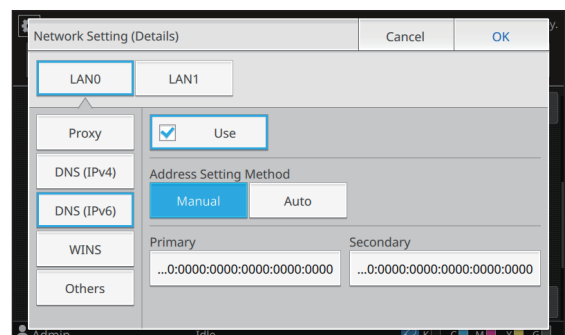 Network Setting (Details) Cancel OK
LAN0 LAN1
Proxy
Use
DNS (IPv4)
Address Setting Method
Manual Auto
DNS (IPv6)
WINS
Primary Secondary
...0:0000:0000:0000:0000:0000 ...0:0000:0000:0000:0000:0000
Others
Admin Idle